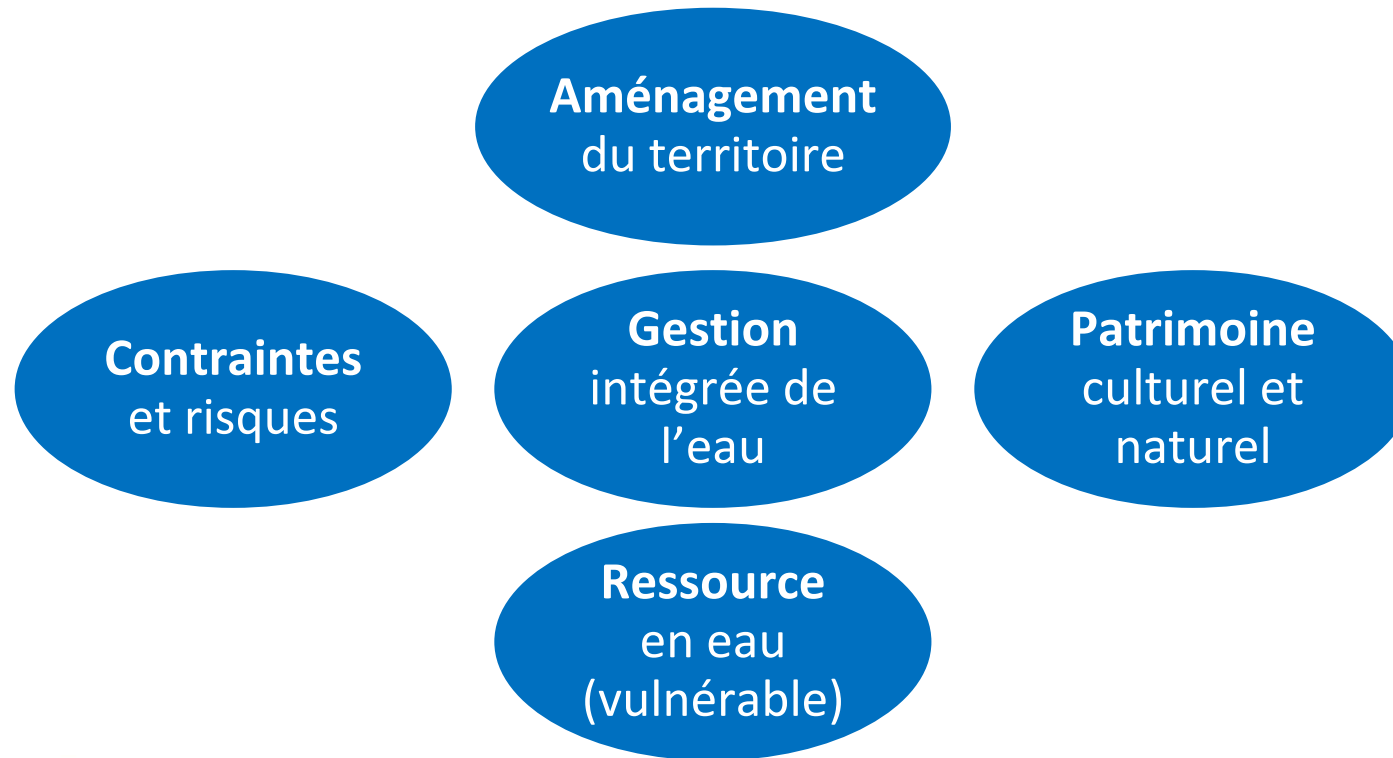 Aménagement
du territoire
Contraintes
et risques
Gestion
intégrée de
l’eau
Patrimoine
culturel et
naturel
Ressource
en eau
(vulnérable)